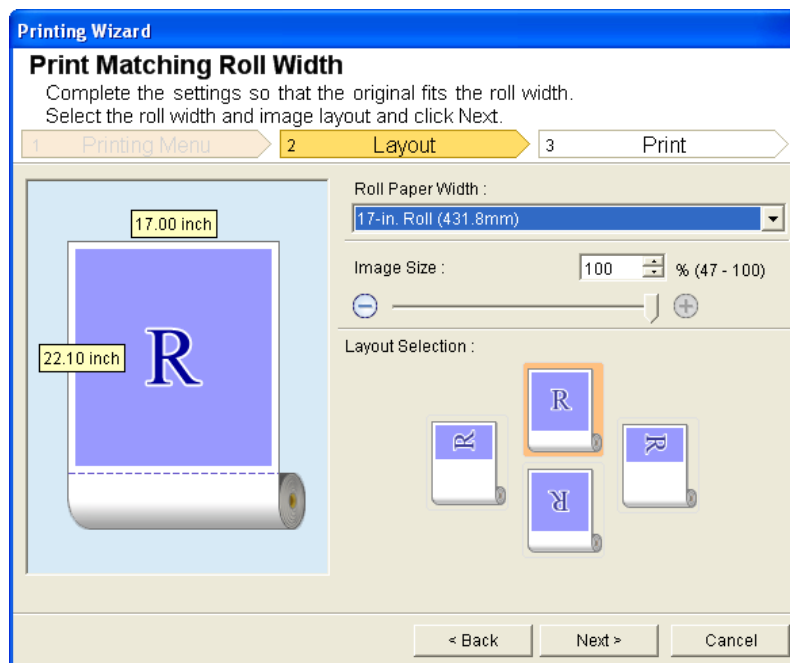 Printing Wizard
Print Matching Roll Width
Complete the settings so that the original fits the roll width.
Select the roll width and image layout and click Next.
1 Printing Menu 2 Layout 3 Print
Roll Paper Width :
17-in. Roll (431.8mm)
17.00 inch
22.10 inch
R
Image Size : 100 % (47 - 100)
Layout Selection :
R
R R
R
< Back Next > Cancel